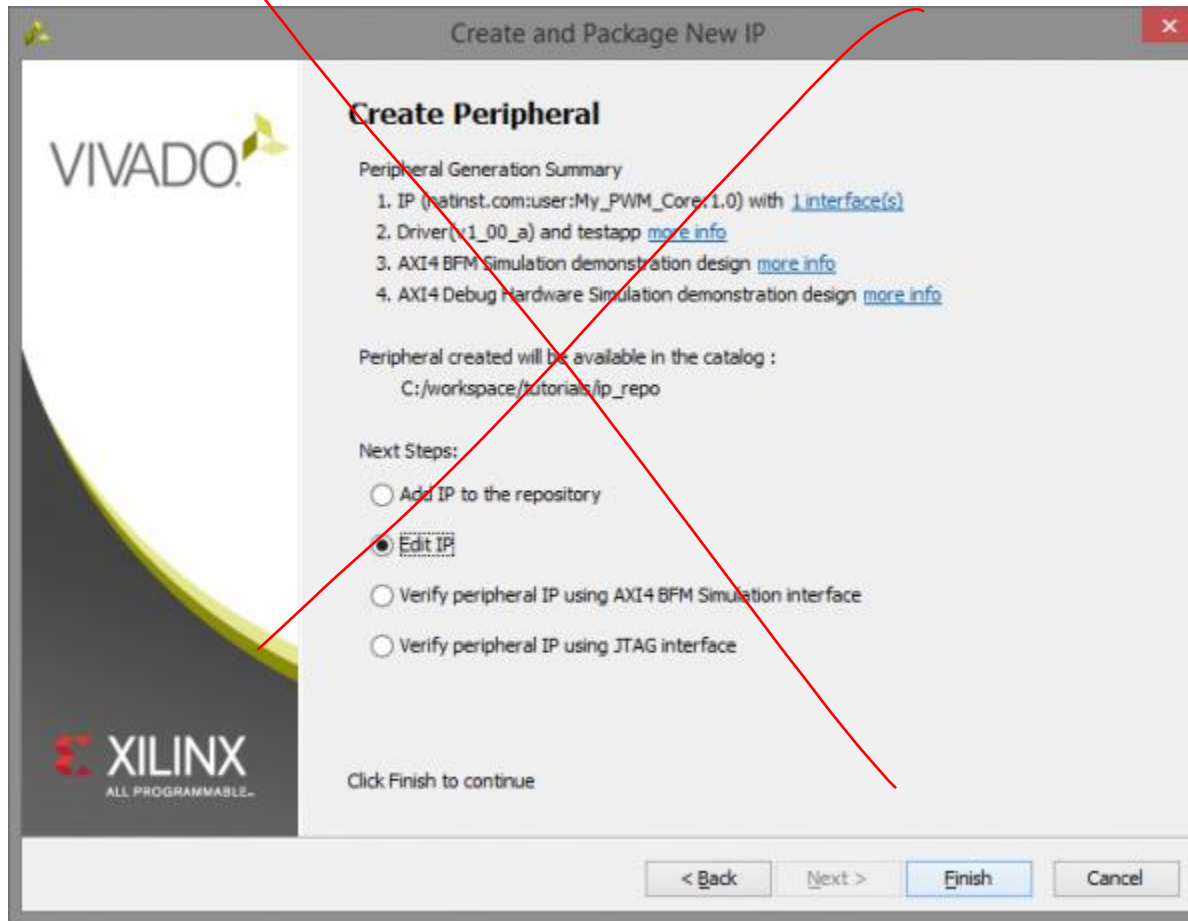 Create and Package New IP
VIVADO.
Create Peripheral
Peripheral Generation Summary
1. IP (natinst.com:user:My_PWM_Core:1.0) with 1 interface(s)
2. Driver(v1_00_a) and testapp more info
3. AXI4 BFM Simulation demonstration design more info
4. AXI4 Debug Hardware Simulation demonstration design more info
Peripheral created will be available in the catalog :
C:/workspace/tutorials/ip_repo
Next Steps:
Add IP to the repository
Edit IP
Verify peripheral IP using AXI4 BFM Simulation interface
Verify peripheral IP using JTAG interface
XILINX
ALL PROGRAMMABLE™
Click Finish to continue
< Back
Next >
Finish
Cancel